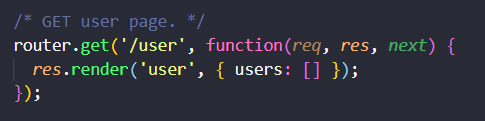 /* GET user page. */
router.get('/user', function(req, res, next) {
  res.render('user', { users: [] });
});